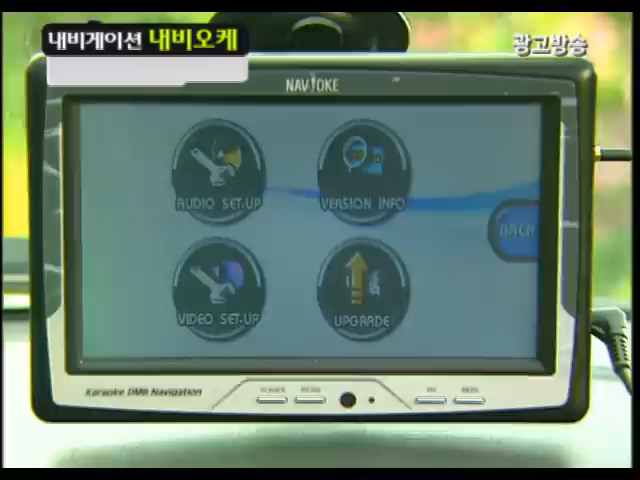 내비게이션 내비오케
광고방송
NAVIOKE
AUDIO SET-UP
VERSION INFO
BACK
VIDEO SET-UP
UPGRADE
Karaoke DMB Navigation